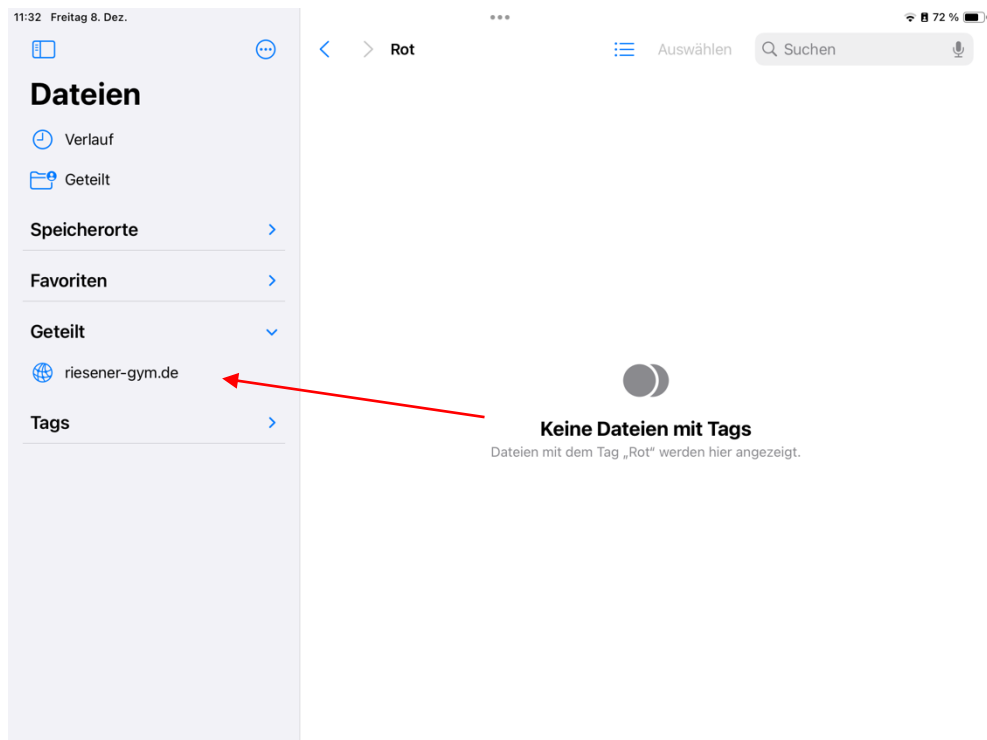 11:32 Freitag 8. Dez.
72 %
Dateien
Verlauf
Geteilt
Speicherorte
Favoriten
Geteilt
riesener-gym.de
Tags
Rot
Auswählen
Suchen
Keine Dateien mit Tags
Dateien mit dem Tag „Rot“ werden hier angezeigt.